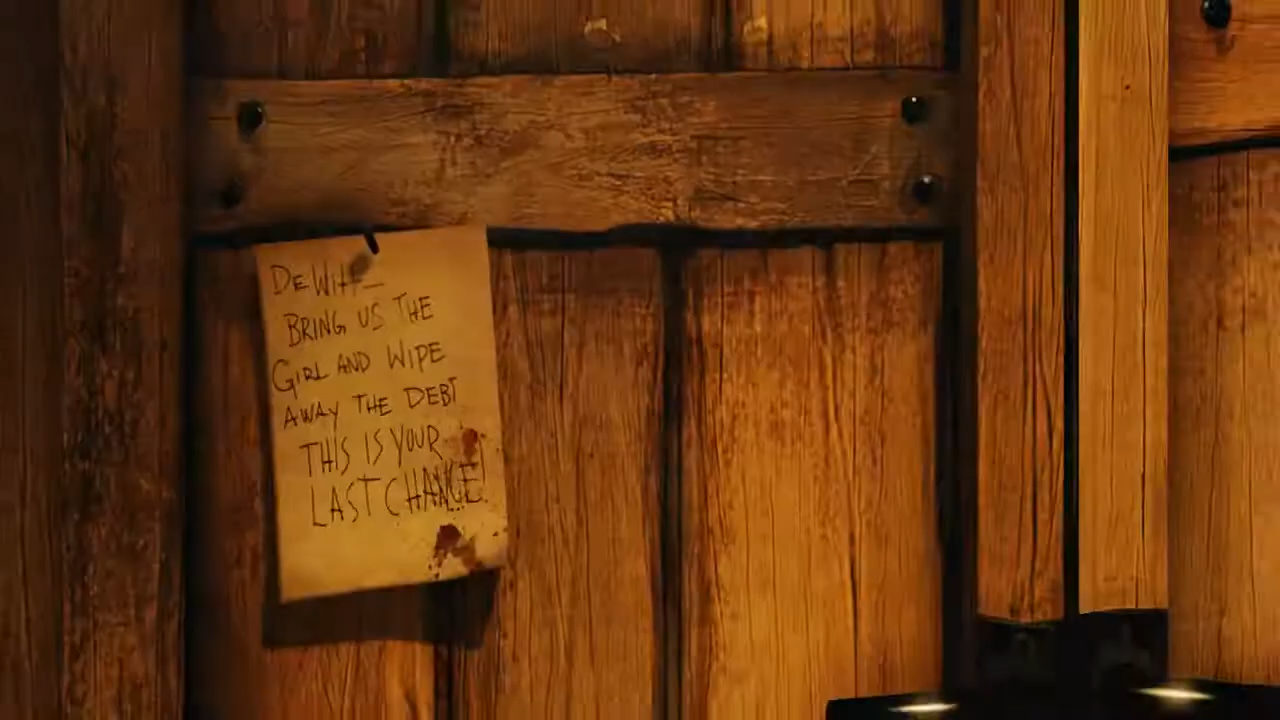 DEWITT—
BRING US THE
GIRL AND WIPE
AWAY THE DEBT
THIS IS YOUR
LAST CHANCE!